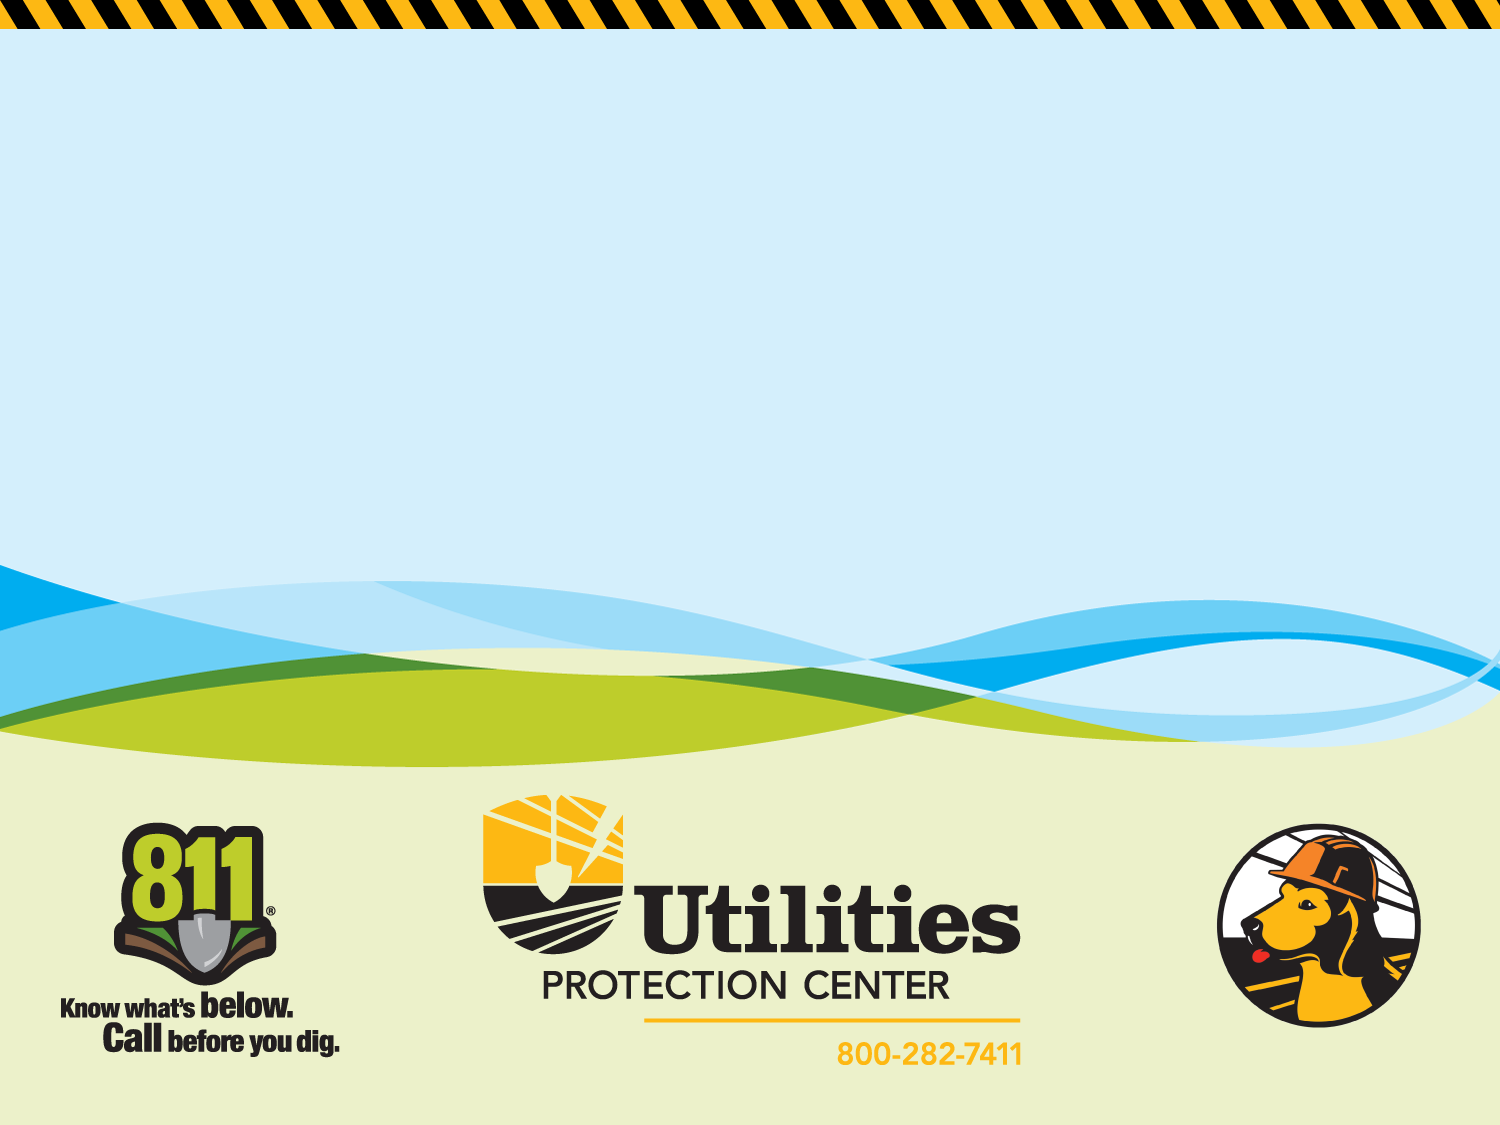 811®
Know what's below.
Call before you dig.
Utilities
PROTECTION CENTER
800-282-7411